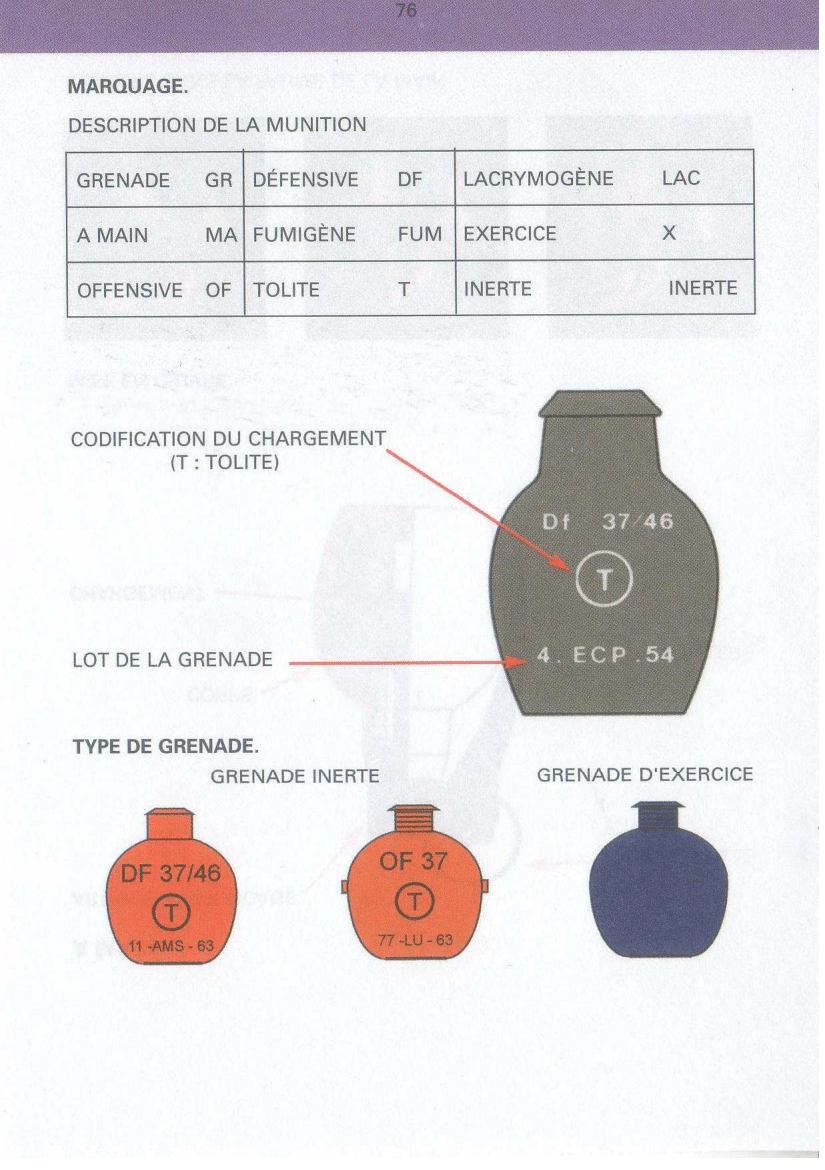 76
MARQUAGE.
DESCRIPTION DE LA MUNITION
GRENADE GR DÉFENSIVE DF LACRYMOGÈNE LAC
A MAIN MA FUMIGÈNE FUM EXERCICE X
OFFENSIVE OF TOLITE T INERTE INERTE
CODIFICATION DU CHARGEMENT
(T : TOLITE)
Df 37/46
T
LOT DE LA GRENADE
4. ECP .54
TYPE DE GRENADE.
GRENADE INERTE
GRENADE D'EXERCICE
DF 37/46
T
11 -AMS - 63
OF 37
T
77 -LU - 63